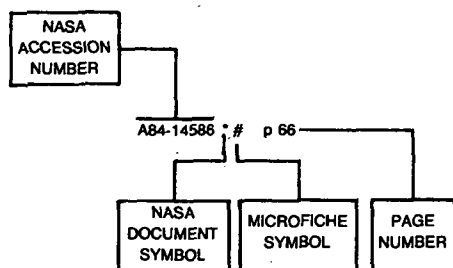 NASA
ACCESSION
NUMBER
A84-14586 * # p 66
NASA
DOCUMENT
SYMBOL
MICROFICHE
SYMBOL
PAGE
NUMBER